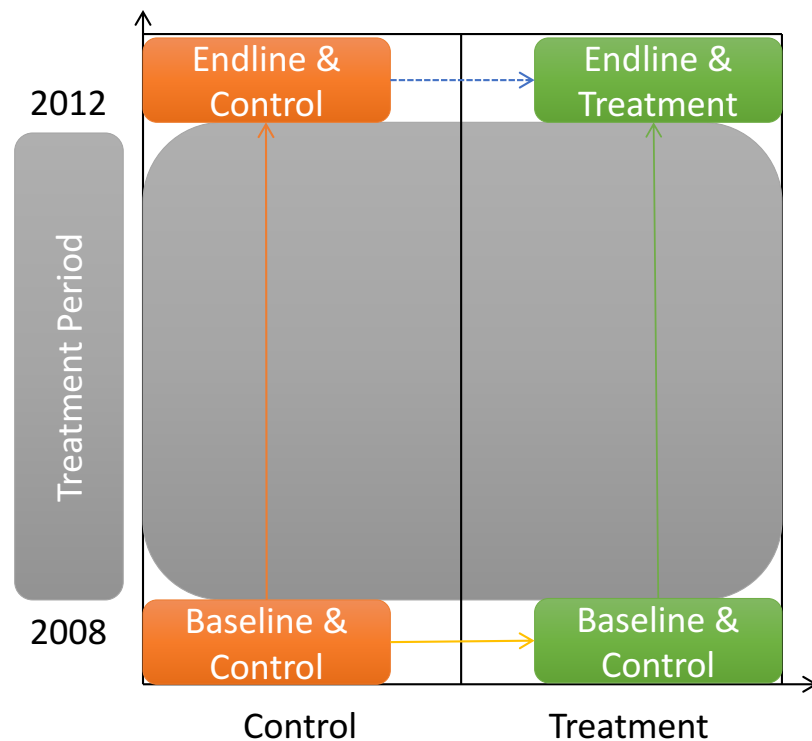 Endline &
Control
Endline &
Treatment
2012
Treatment Period
2008
Baseline &
Control
Baseline &
Control
Control
Treatment